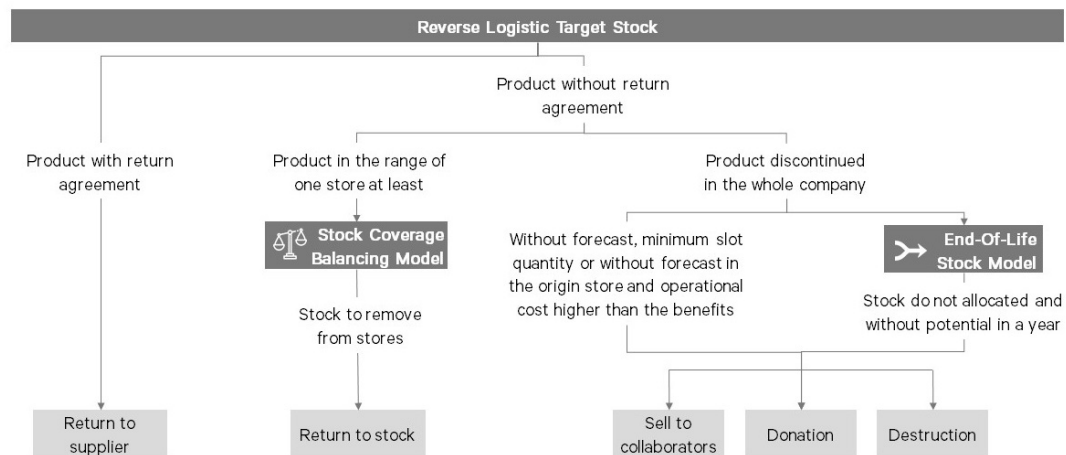 Reverse Logistic Target Stock
Product without return
agreement
Product with return
agreement
Product in the range of
one store at least
Product discontinued
in the whole company
Stock Coverage
Balancing Model
Without forecast, minimum slot
quantity or without forecast in
the origin store and operational
cost higher than the benefits
End-Of-Life
Stock Model
Stock to remove
from stores
Stock do not allocated and
without potential in a year
Return to
supplier
Return to stock
Sell to
collaborators
Donation
Destruction